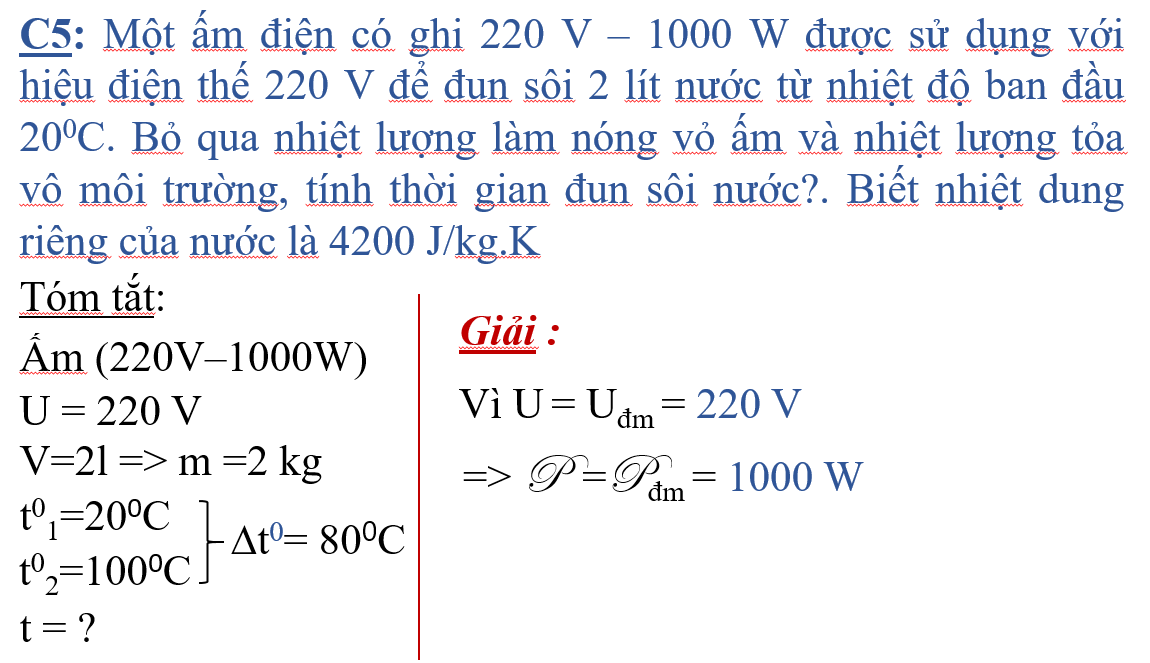 C5: Một ấm điện có ghi 220 V – 1000 W được sử dụng với
hiệu điện thế 220 V để đun sôi 2 lít nước từ nhiệt độ ban đầu
20⁰C. Bỏ qua nhiệt lượng làm nóng vỏ ấm và nhiệt lượng tỏa
vô môi trường, tính thời gian đun sôi nước?. Biết nhiệt dung
riêng của nước là 4200 J/kg.K
Tóm tắt:
Ấm (220V–1000W)
U = 220 V
V=2l => m =2 kg
t⁰₁=20⁰C
t⁰₂=100⁰C
Δt⁰= 80⁰C
t = ?
Giải :
Vì U = Uđm = 220 V
=> 𝒫 = 𝒫đm = 1000 W